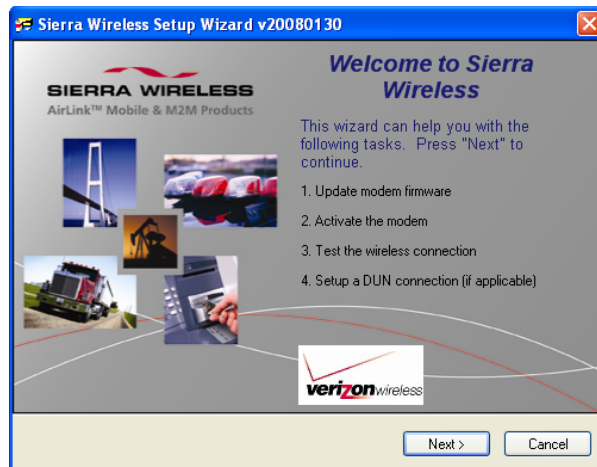 Sierra Wireless Setup Wizard v20080130
SIERRA WIRELESS
AirLink™ Mobile & M2M Products
Welcome to Sierra
Wireless
This wizard can help you with the
following tasks. Press "Next" to
continue.
1. Update modem firmware
2. Activate the modem
3. Test the wireless connection
4. Setup a DUN connection (if applicable)
verizonwireless
Next >
Cancel